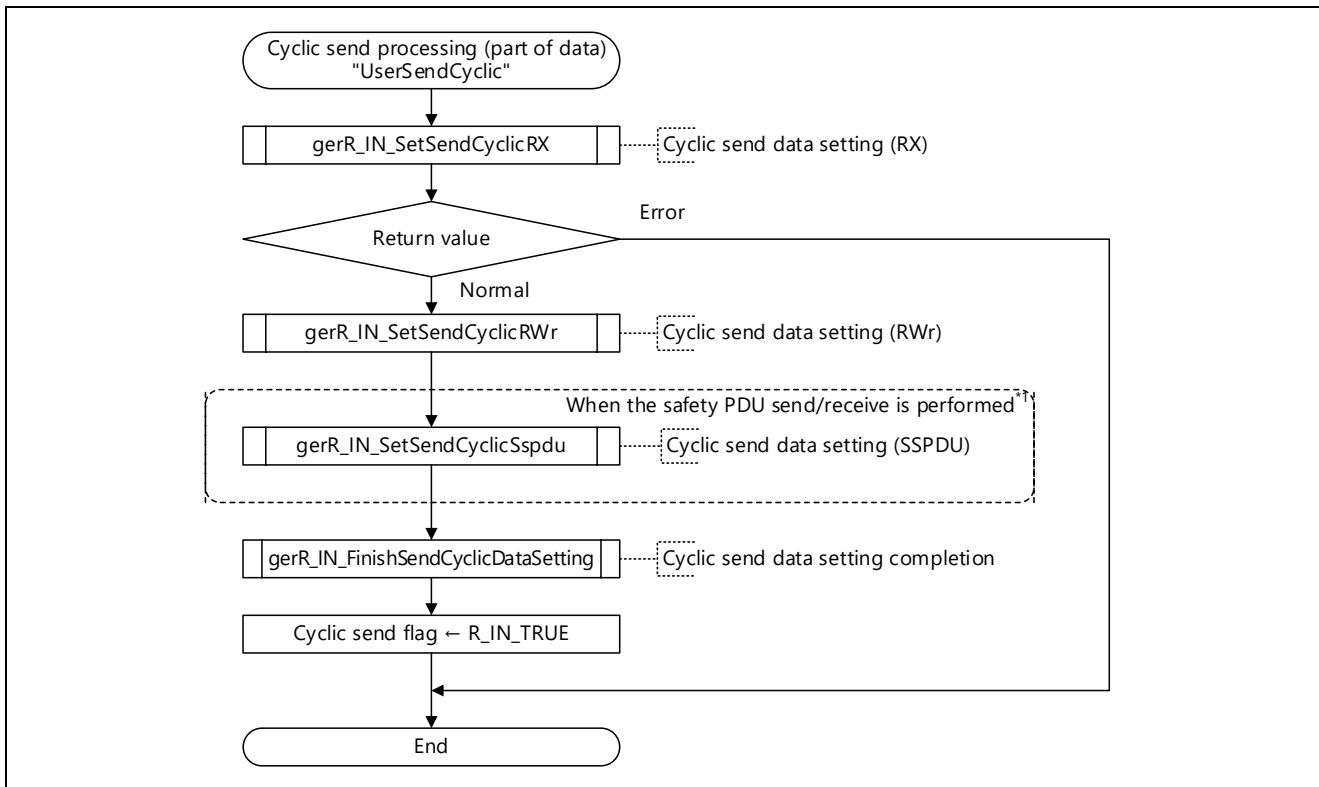 Cyclic send processing (part of data)
"UserSendCyclic"
gerR_IN_SetSendCyclicRX
Cyclic send data setting (RX)
Error
Return value
Normal
gerR_IN_SetSendCyclicRWr
Cyclic send data setting (RWr)
When the safety PDU send/receive is performed*1
gerR_IN_SetSendCyclicSspdu
Cyclic send data setting (SSPDU)
gerR_IN_FinishSendCyclicDataSetting
Cyclic send data setting completion
Cyclic send flag ← R_IN_TRUE
End